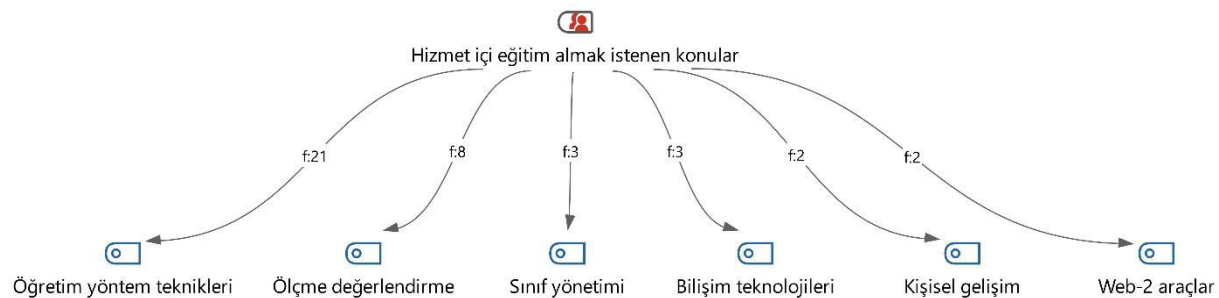 Hizmet içi eğitim almak istenen konular
f:21
f:8
f:3
f:3
f:2
f:2
Öğretim yöntem teknikleri
Ölçme değerlendirme
Sınıf yönetimi
Bilişim teknolojileri
Kişisel gelişim
Web-2 araçlar